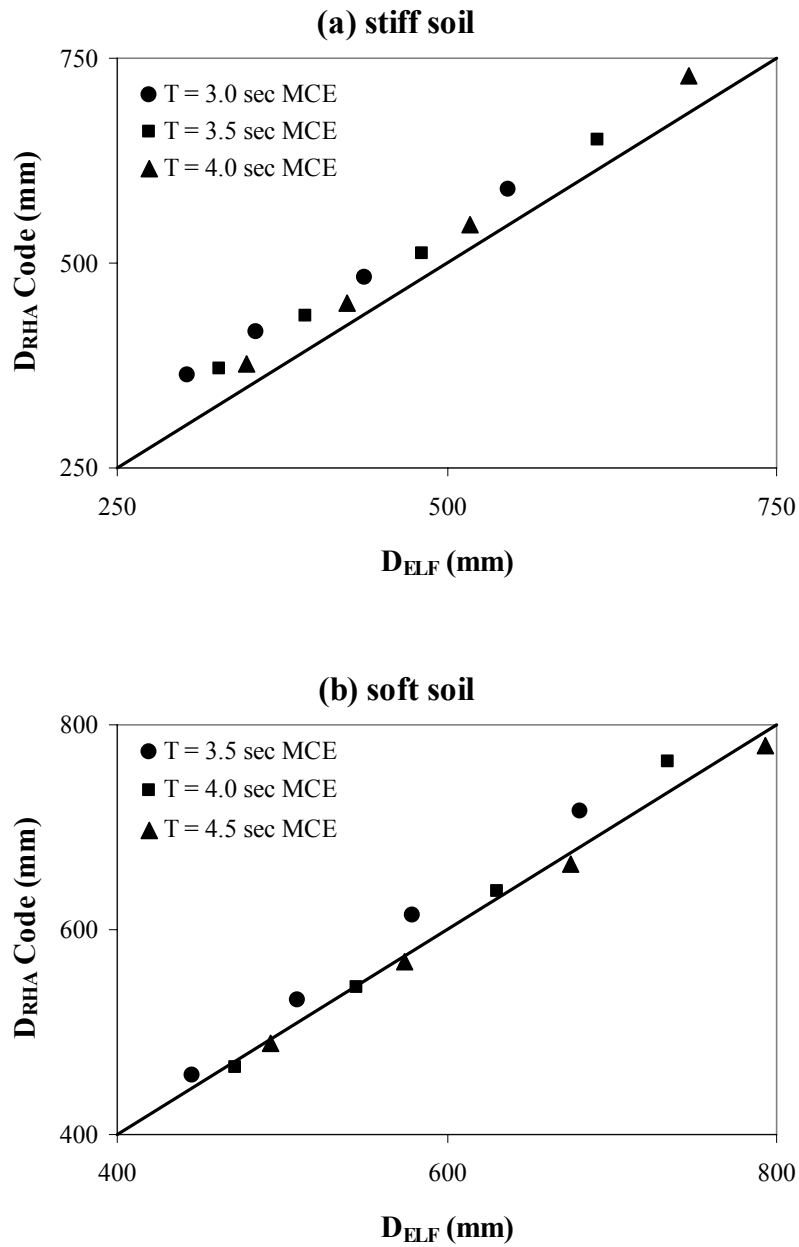 (a) stiff soil
750
T = 3.0 sec MCE
T = 3.5 sec MCE
T = 4.0 sec MCE
500
250
250 500 750
DRHA Code (mm)
DELF (mm)
(b) soft soil
800
T = 3.5 sec MCE
T = 4.0 sec MCE
T = 4.5 sec MCE
600
400
400 600 800
DRHA Code (mm)
DELF (mm)